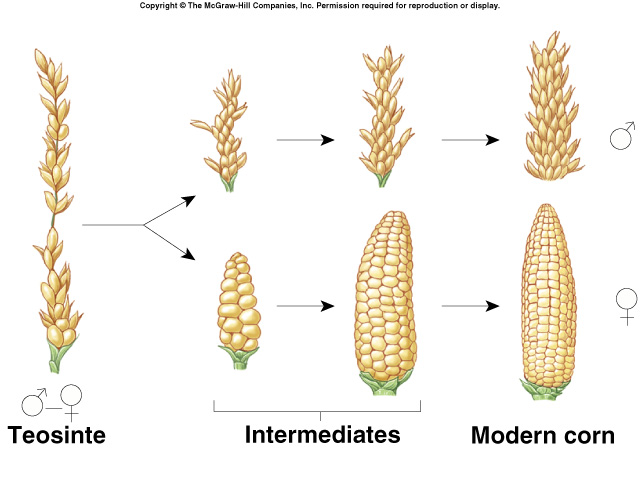 Copyright © The McGraw-Hill Companies, Inc. Permission required for reproduction or display.
Teosinte
Intermediates
Modern corn